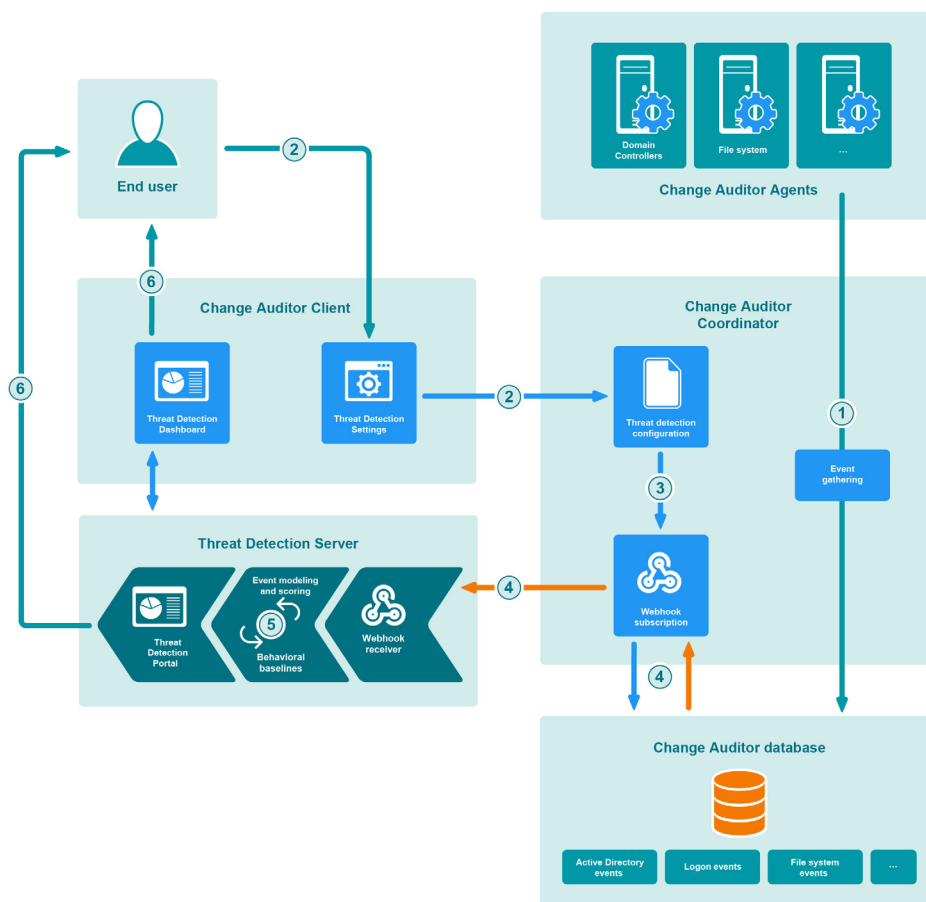 Domain
Controllers
File system
...
Change Auditor Agents
End user
2
6
Change Auditor Client
Threat Detection
Dashboard
Threat Detection
Settings
6
2
Change Auditor
Coordinator
Threat detection
configuration
1
Event
gathering
3
Webhook
subscription
4
4
Threat Detection Server
Threat
Detection
Portal
Event modeling
and scoring
5
Behavioral
baselines
Webhook
receiver
Change Auditor database
Active Directory
events
Logon events
File system
events
...